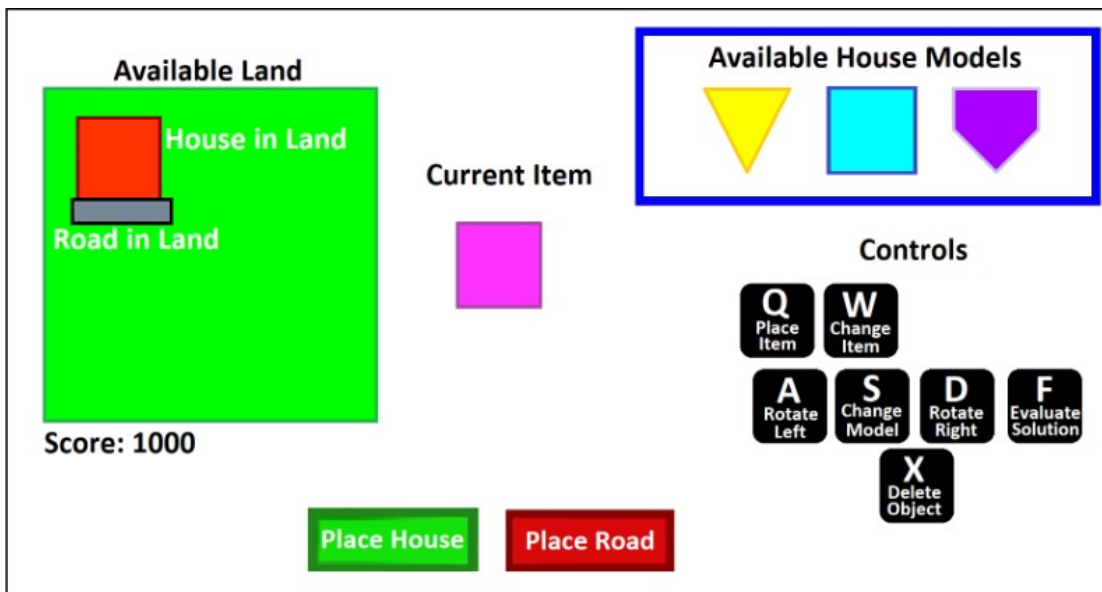 Available Land
House in Land
Road in Land
Score: 1000
Current Item
Available House Models
Controls
Q
Place
Item
W
Change
Item
A
Rotate
Left
S
Change
Model
D
Rotate
Right
F
Evaluate
Solution
X
Delete
Object
Place House
Place Road